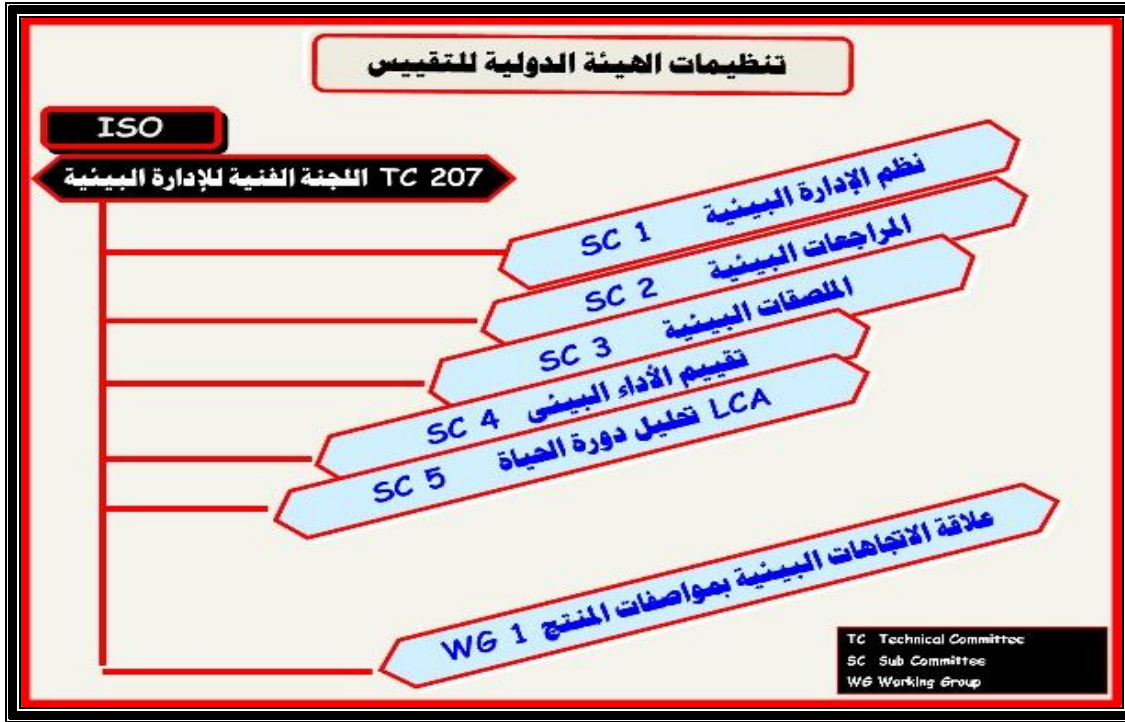 تنظيمات الهيئة الدولية للتقييس
ISO
TC 207 اللجنة الفنية للإدارة البيئية
SC 1 نظم الإدارة البيئية
SC 2 المراجعات البيئية
SC 3 الملصقات البيئية
SC 4 تقييم الأداء البيئى
SC 5 تحليل دورة الحياة LCA
WG 1 علاقة الاتجاهات البيئية بمواصفات المنتج
TC Technical Committee
SC Sub Committee
WG Working Group